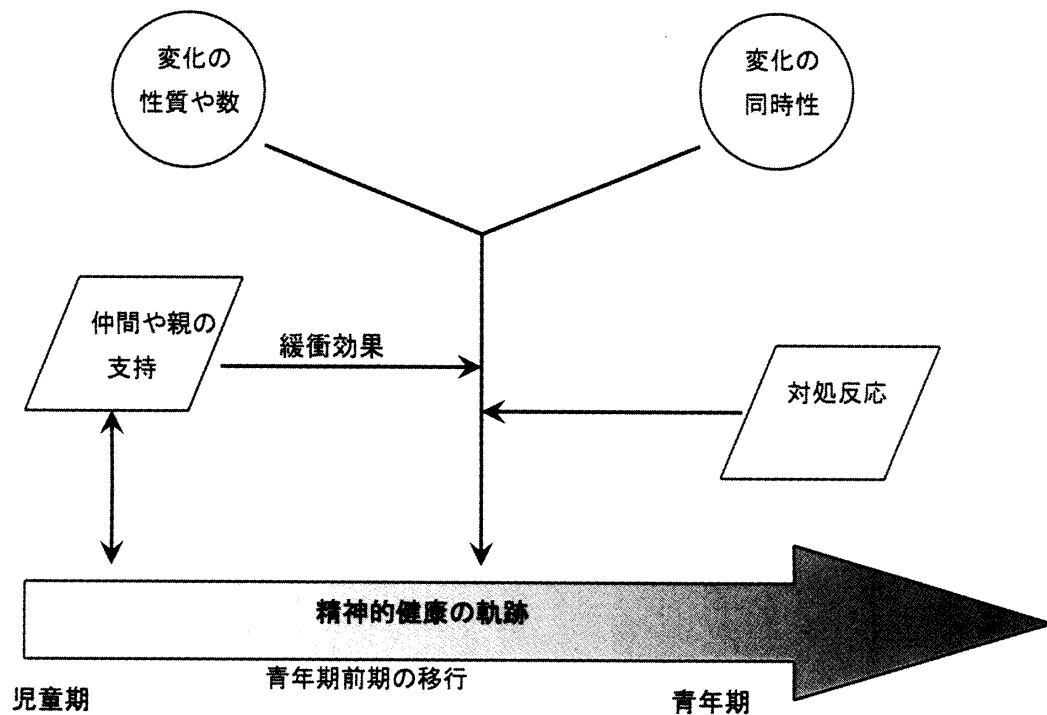 変化の
性質や数
変化の
同時性
仲間や親の
支持
緩衝効果
対処反応
精神的健康の軌跡
青年期前期の移行
児童期
青年期